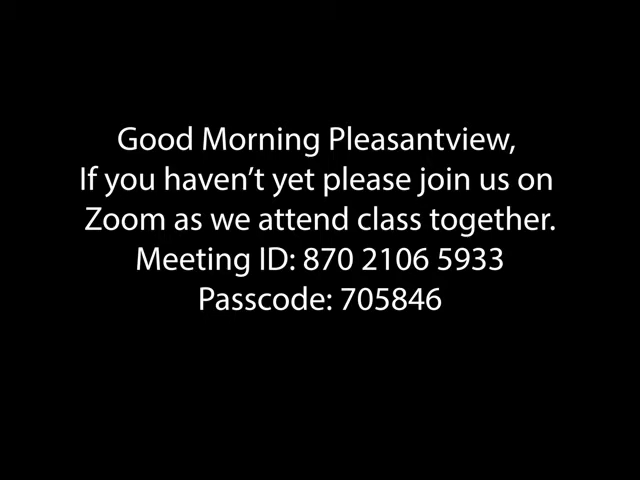 Good Morning Pleasantview,
If you haven’t yet please join us on
Zoom as we attend class together.
Meeting ID: 870 2106 5933
Passcode: 705846